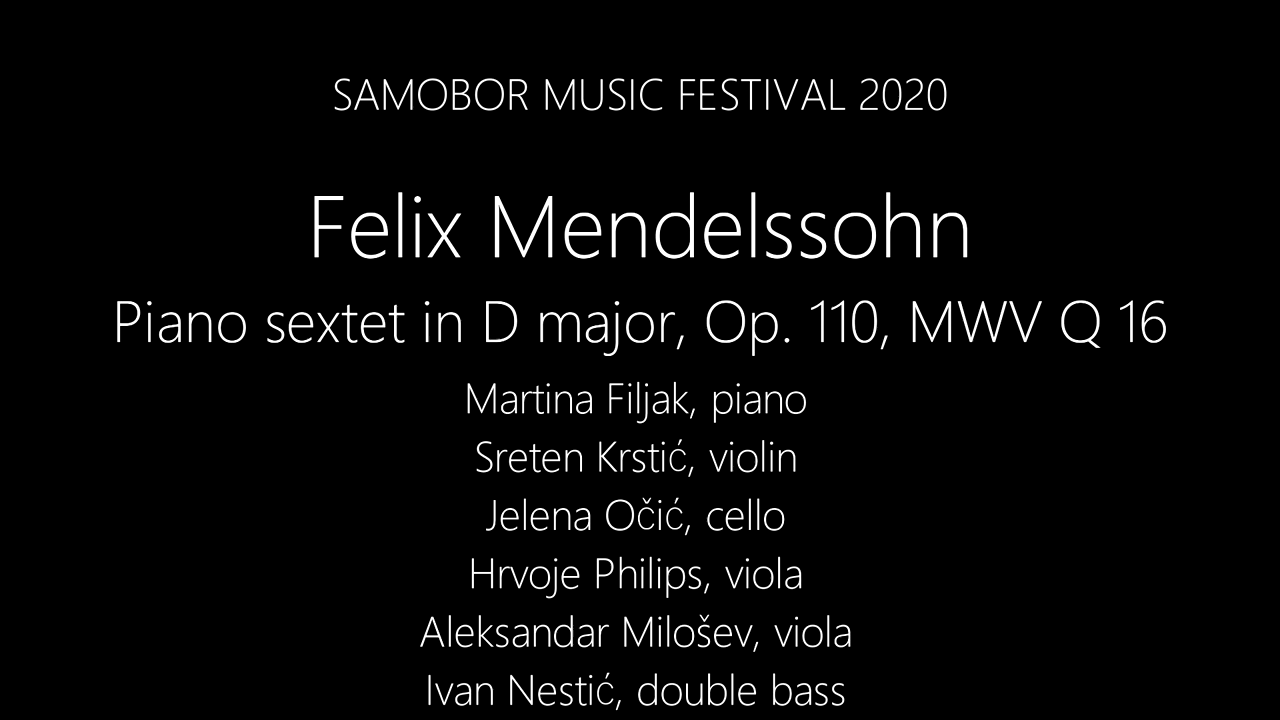 SAMOBOR MUSIC FESTIVAL 2020
Felix Mendelssohn
Piano sextet in D major, Op. 110, MWV Q 16
Martina Filjak, piano
Sreten Krstić, violin
Jelena Očić, cello
Hrvoje Philips, viola
Aleksandar Milošev, viola
Ivan Nestić, double bass